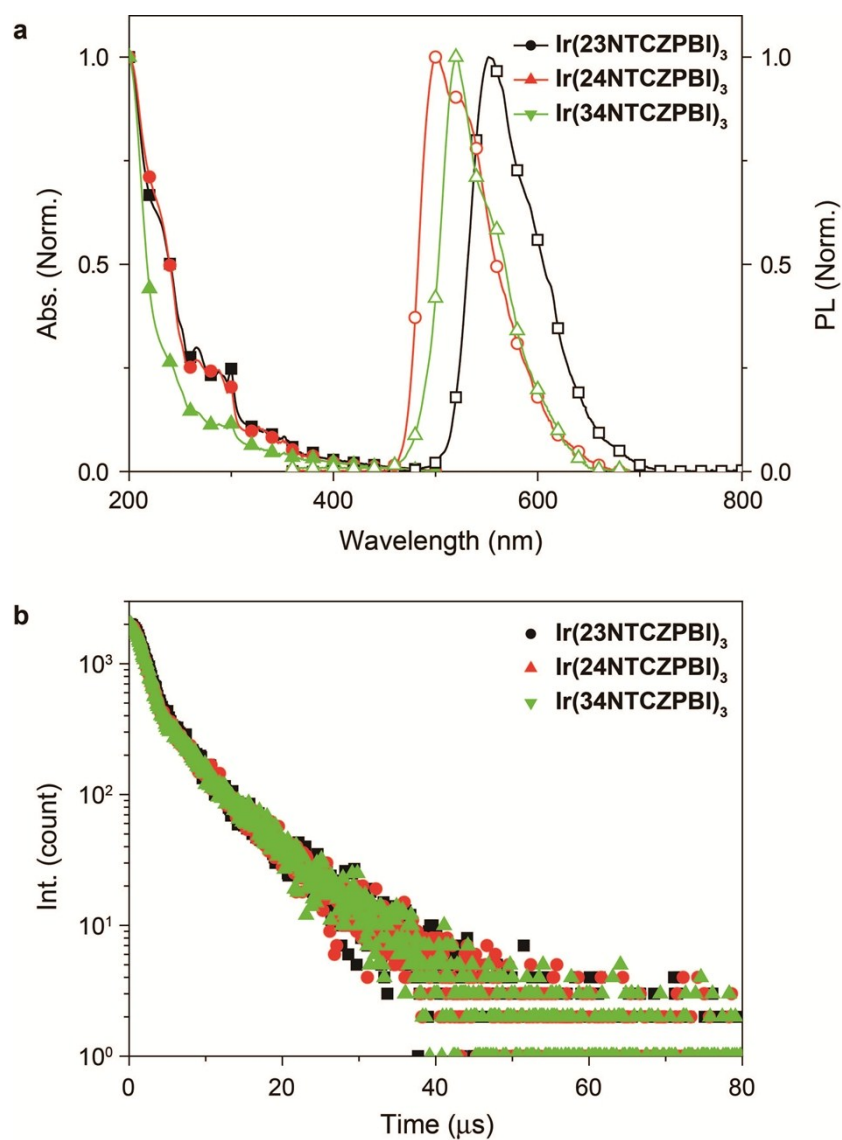 a
Ir(23NTCZPBI)₃
Ir(24NTCZPBI)₃
Ir(34NTCZPBI)₃
1.0
0.5
0.0
Abs. (Norm.)
1.0
0.5
0.0
PL (Norm.)
200 400 600 800
Wavelength (nm)
b
Ir(23NTCZPBI)₃
Ir(24NTCZPBI)₃
Ir(34NTCZPBI)₃
10³
10²
10¹
10⁰
Int. (count)
0 20 40 60 80
Time (μs)